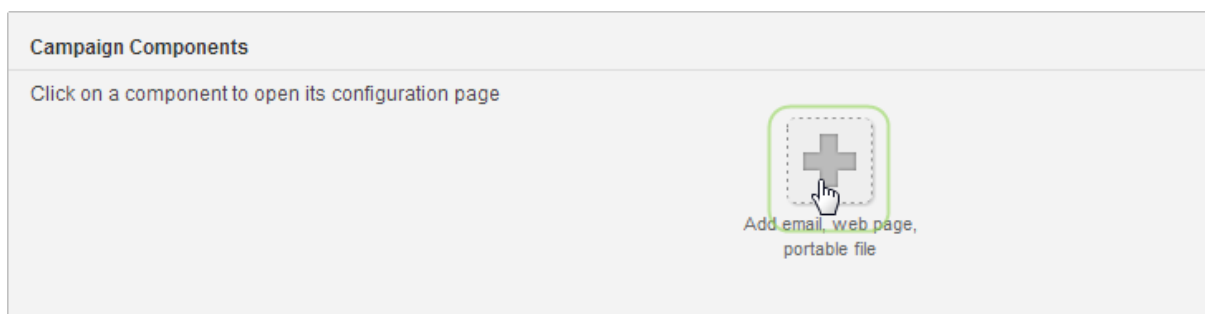 Campaign Components
Click on a component to open its configuration page
Add email, web page,
portable file